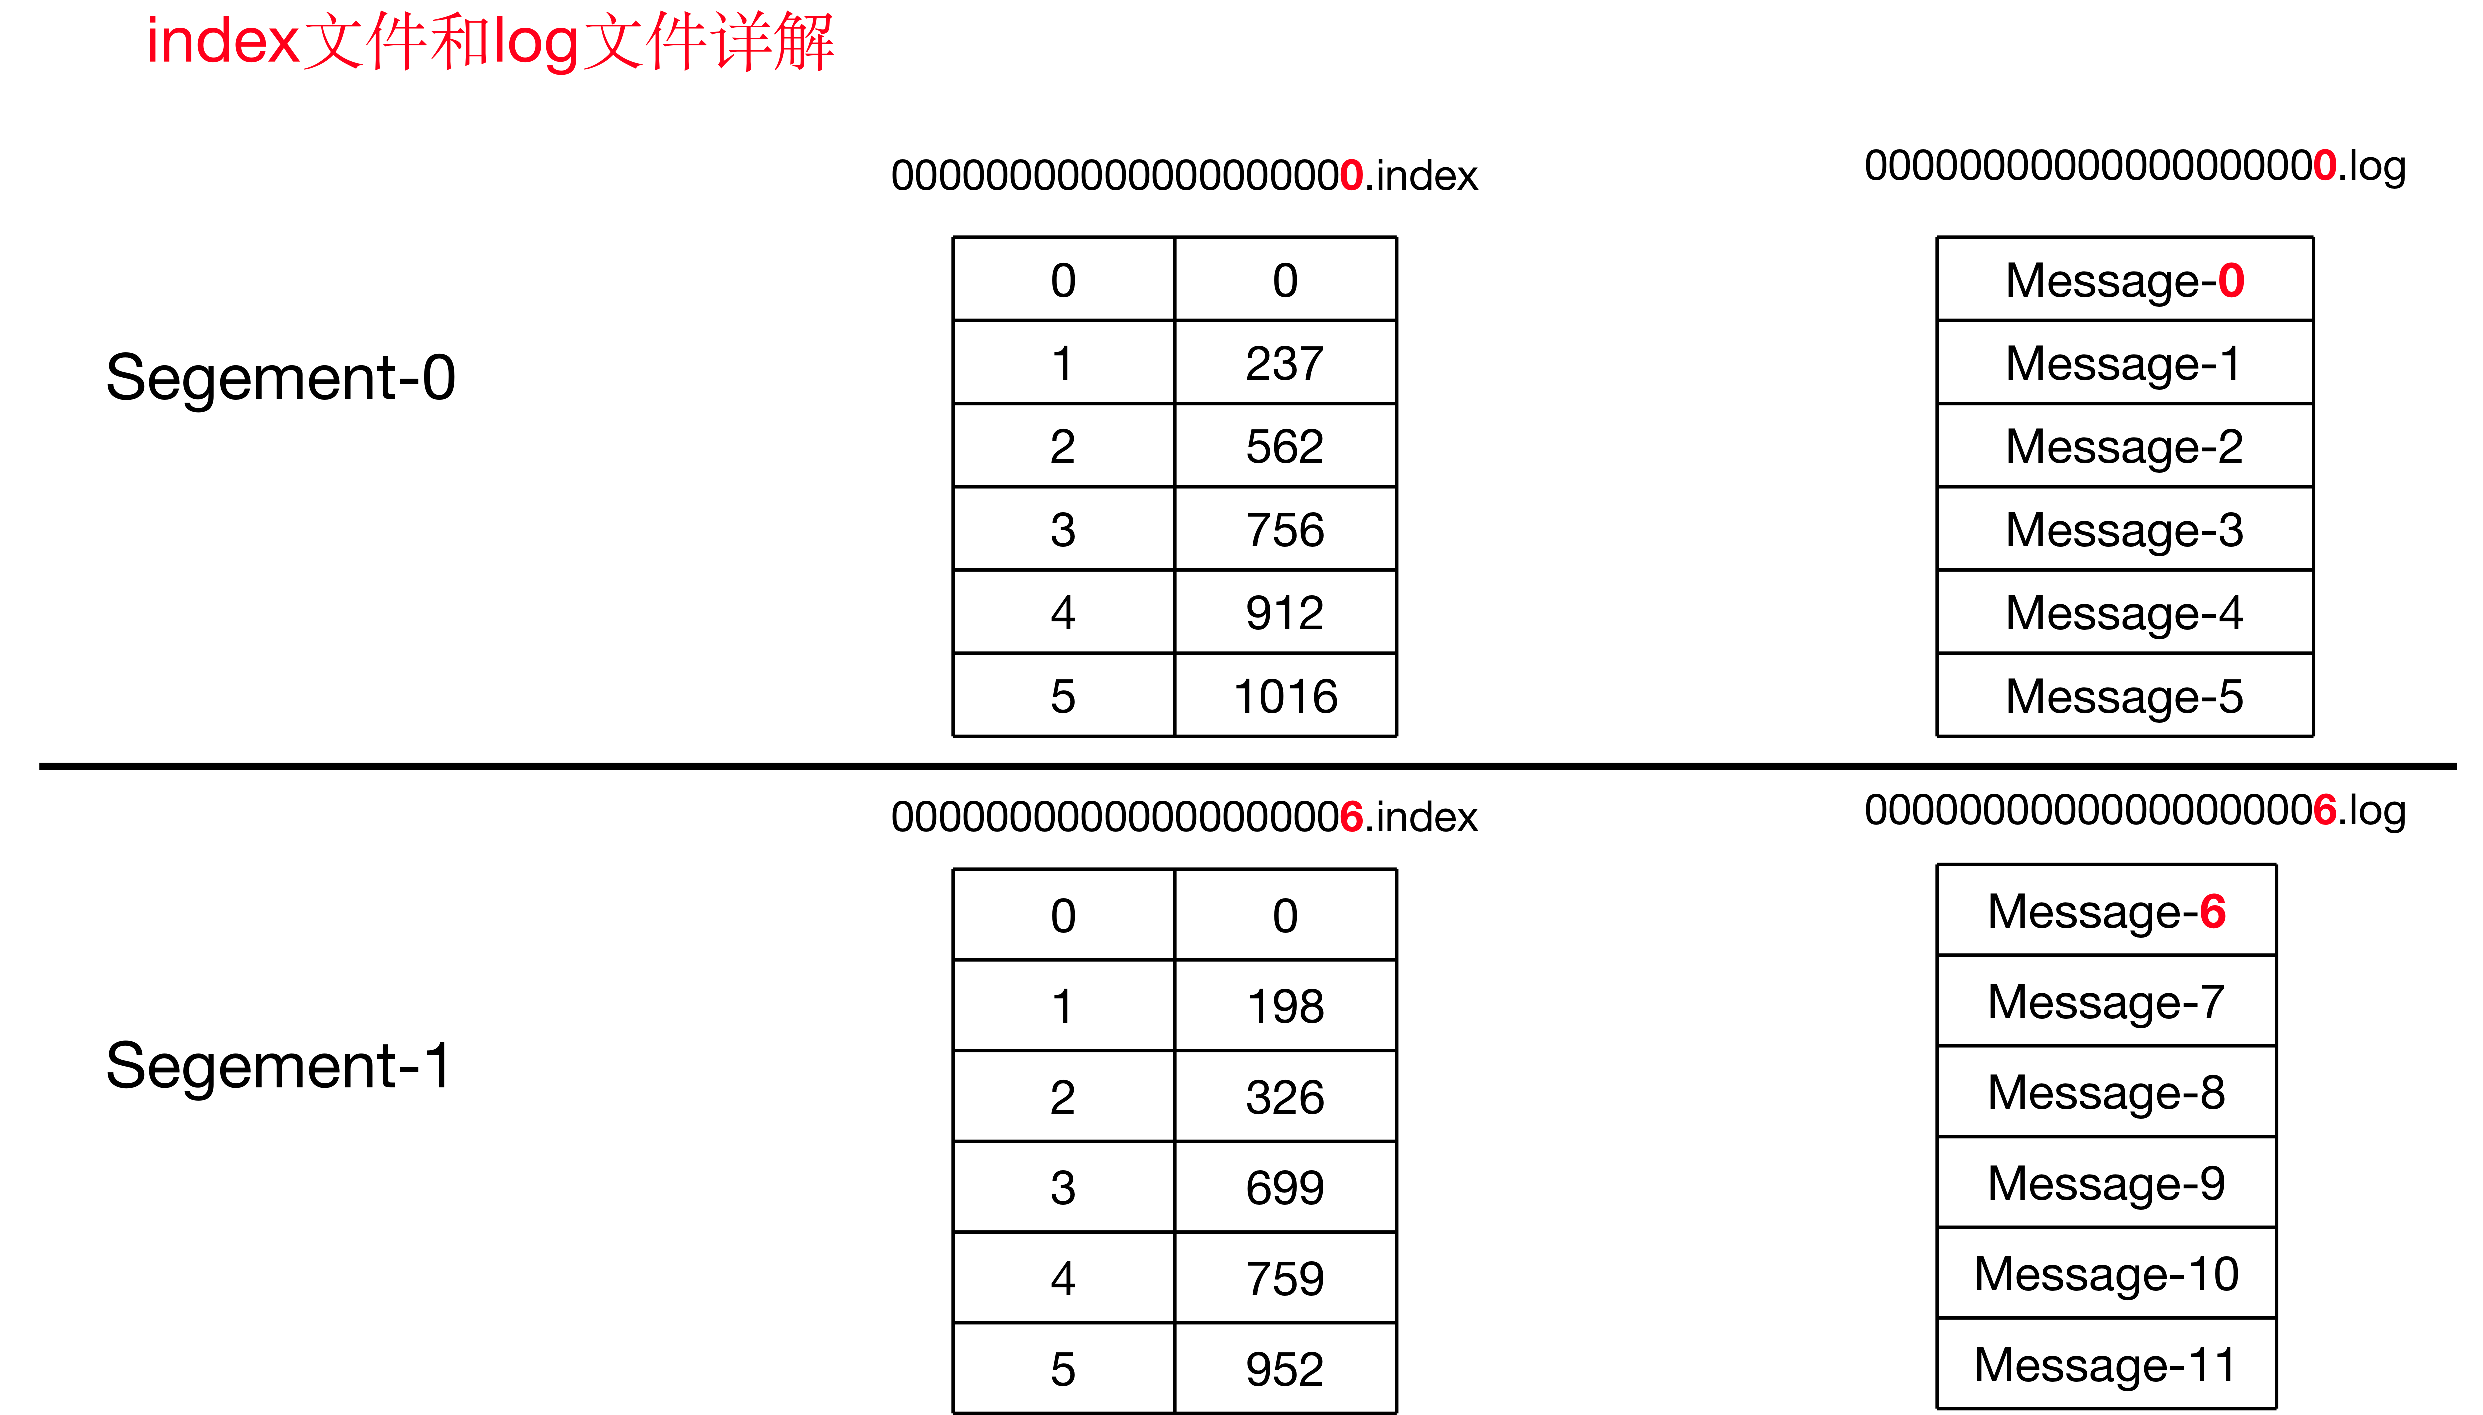 index文件和log文件详解
00000000000000000000.index
00000000000000000000.log
Segement-0
0 0 Message-0
1 237 Message-1
2 562 Message-2
3 756 Message-3
4 912 Message-4
5 1016 Message-5
00000000000000000006.index
00000000000000000006.log
Segement-1
0 0 Message-6
1 198 Message-7
2 326 Message-8
3 699 Message-9
4 759 Message-10
5 952 Message-11